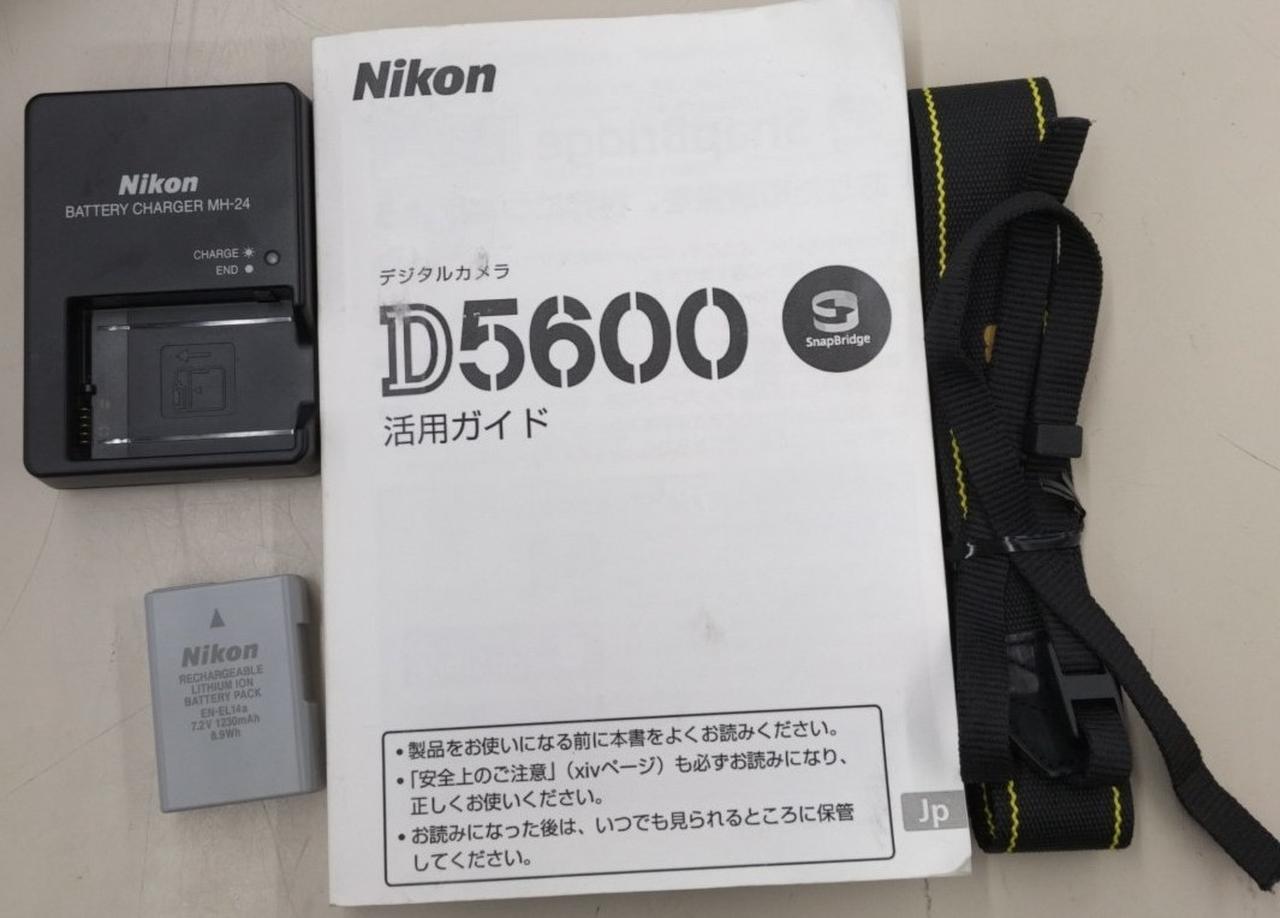 Nikon
BATTERY CHARGER MH-24
CHARGE
END
Nikon
RECHARGEABLE
LITHIUM ION
BATTERY PACK
EN-EL14a
7.2V 1230mAh
8.9Wh
Nikon
デジタルカメラ
D5600
SnapBridge
活用ガイド
• 製品をお使いになる前に本書をよくお読みください。
• 「安全上のご注意」（xivページ）も必ずお読みになり、
正しくお使いください。
• お読みになった後は、いつでも見られるところに保管
してください。
Jp